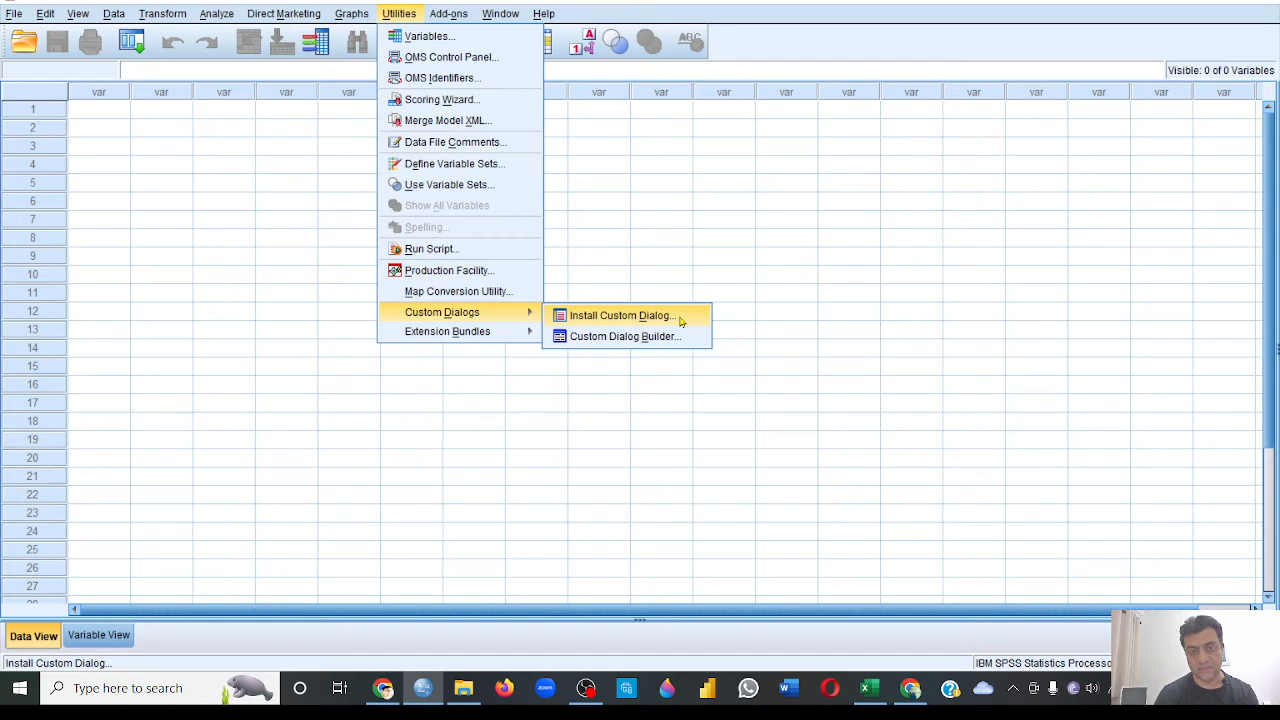 File Edit View Data Transform Analyze Direct Marketing Graphs Utilities Add-ons Window Help
Visible: 0 of 0 Variables
var var var var var var var var var var var var var var var var
Variables...
OMS Control Panel...
OMS Identifiers...
Scoring Wizard...
Merge Model XML...
Data File Comments...
Define Variable Sets...
Use Variable Sets...
Show All Variables
Spelling...
Run Script...
Production Facility...
Map Conversion Utility...
Custom Dialogs
Extension Bundles
Install Custom Dialog...
Custom Dialog Builder...
1
2
3
4
5
6
7
8
9
10
11
12
13
14
15
16
17
18
19
20
21
22
23
24
25
26
27
Data View Variable View
Install Custom Dialog... IBM SPSS Statistics Processo
Type here to search
zoom